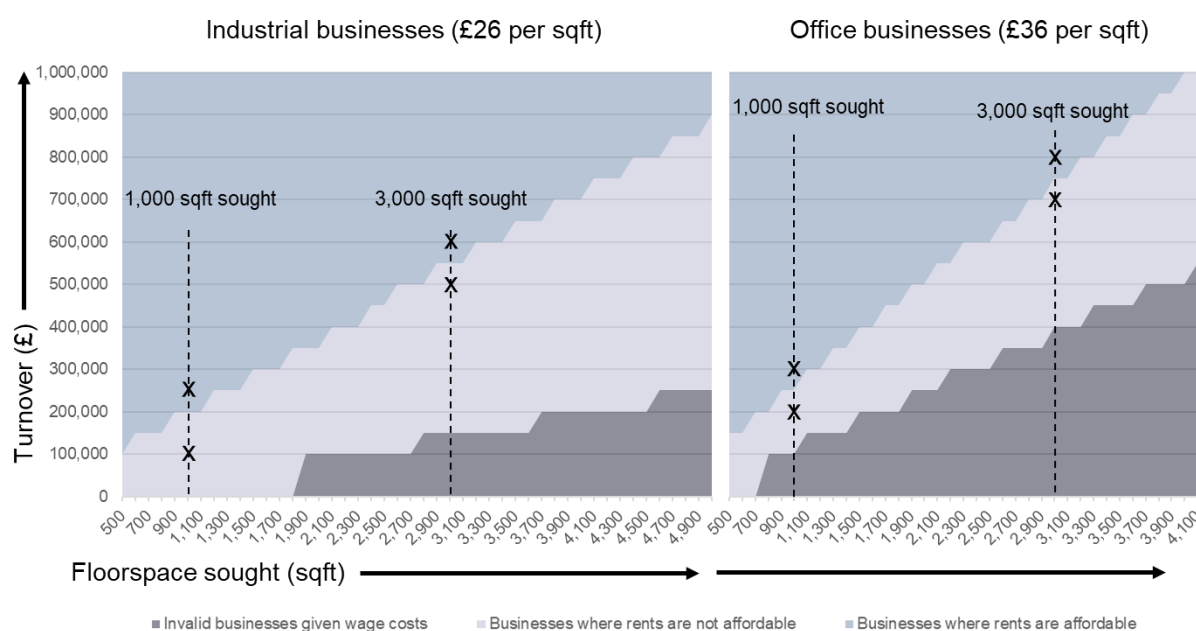 Industrial businesses (£26 per sqft)
Office businesses (£36 per sqft)
Turnover (£)
1,000,000
900,000
800,000
700,000
600,000
500,000
400,000
300,000
200,000
100,000
0
1,000 sqft sought
3,000 sqft sought
X
X
X
X
1,000 sqft sought
3,000 sqft sought
X
X
X
X
500 700 900 1,100 1,300 1,500 1,700 1,900 2,100 2,300 2,500 2,700 2,900 3,100 3,300 3,500 3,700 3,900 4,100 4,300 4,500 4,700 4,900
500 700 900 1,100 1,300 1,500 1,700 1,900 2,100 2,300 2,500 2,700 2,900 3,100 3,300 3,500 3,700 3,900 4,100
Floorspace sought (sqft)
Invalid businesses given wage costs
Businesses where rents are not affordable
Businesses where rents are affordable